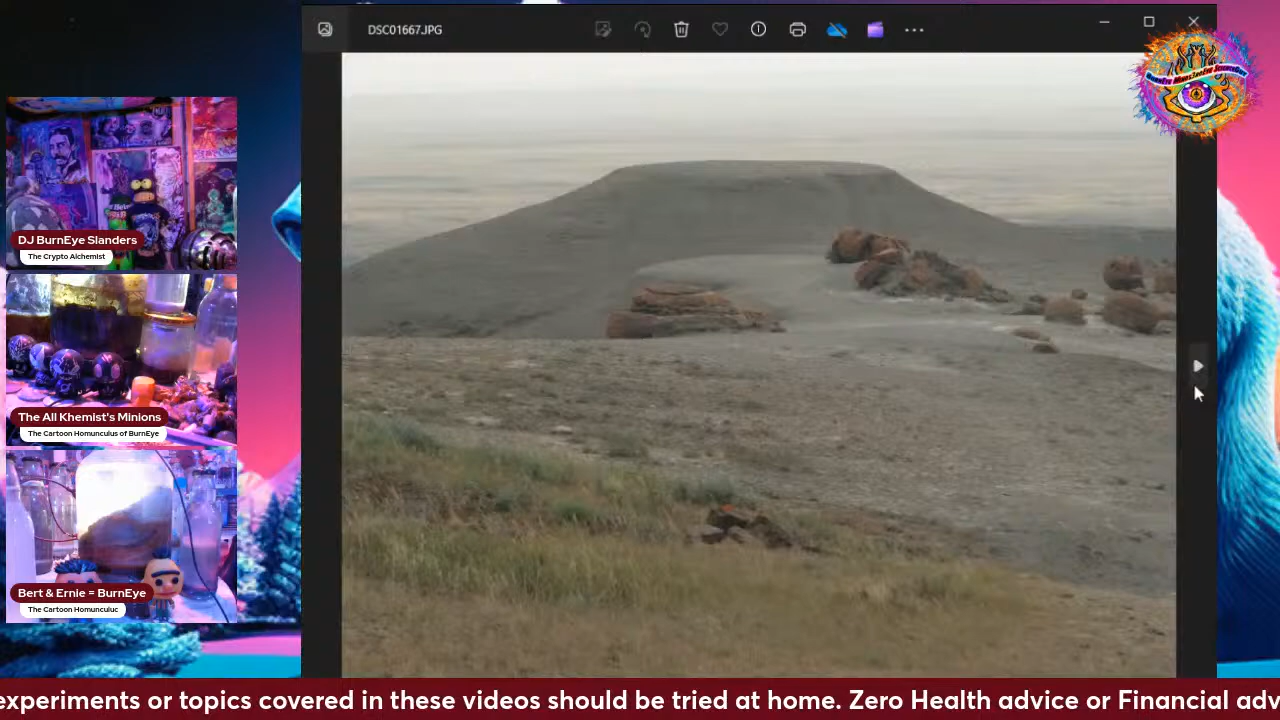 DSC01667.JPG
DJ BurnEye Slanders
The Crypto Alchemist
The All Khemist's Minions
The Cartoon Homunculus of BurnEye
Bert & Ernie = BurnEye
The Cartoon Homunculuc
experiments or topics covered in these videos should be tried at home. Zero Health advice or Financial adv